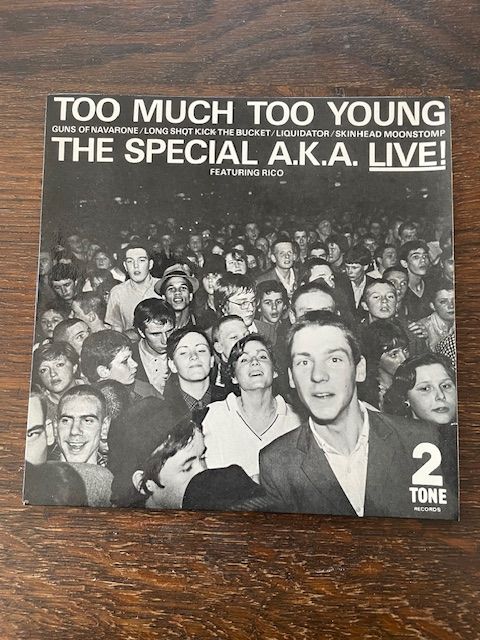 TOO MUCH TOO YOUNG
GUNS OF NAVARONE/LONG SHOT KICK THE BUCKET/LIQUIDATOR/SKINHEAD MOONSTOMP
THE SPECIAL A.K.A. LIVE!
FEATURING RICO
2
TONE
RECORDS